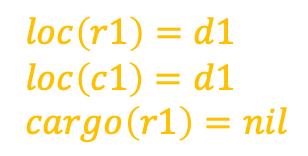 loc(r1) = d1
loc(c1) = d1
cargo(r1) = nil